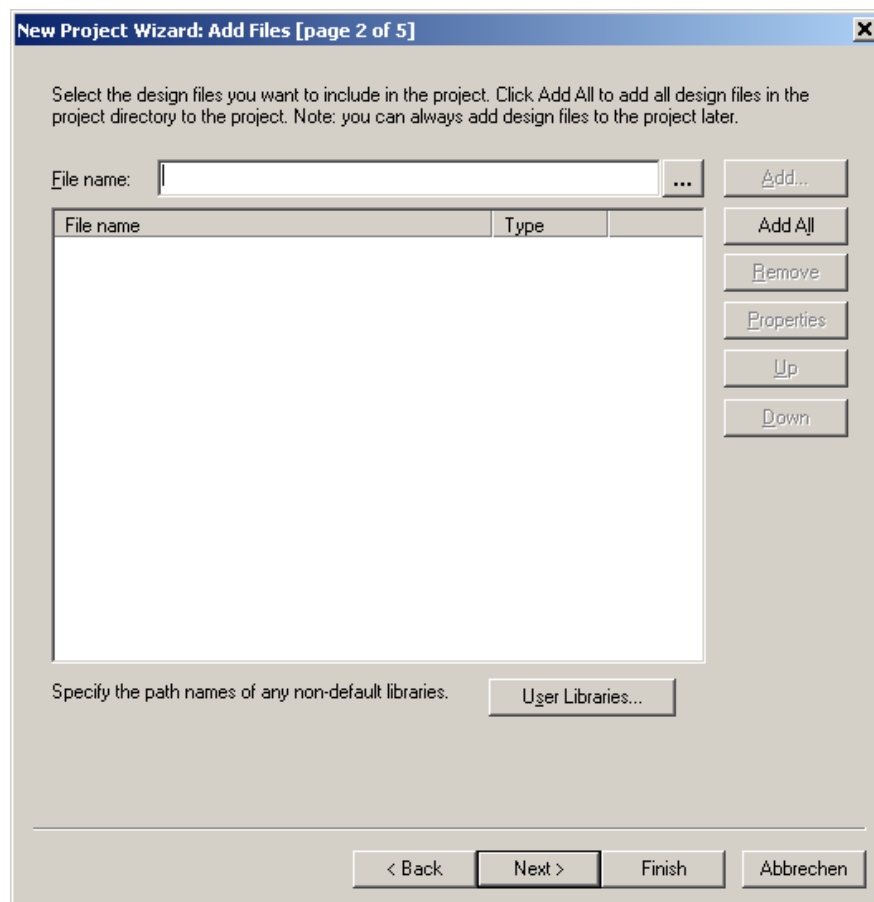 New Project Wizard: Add Files [page 2 of 5]
Select the design files you want to include in the project. Click Add All to add all design files in the
project directory to the project. Note: you can always add design files to the project later.
File name:
...
Add...
File name
Type
Add All
Remove
Properties
Up
Down
Specify the path names of any non-default libraries.
User Libraries...
< Back
Next >
Finish
Abbrechen